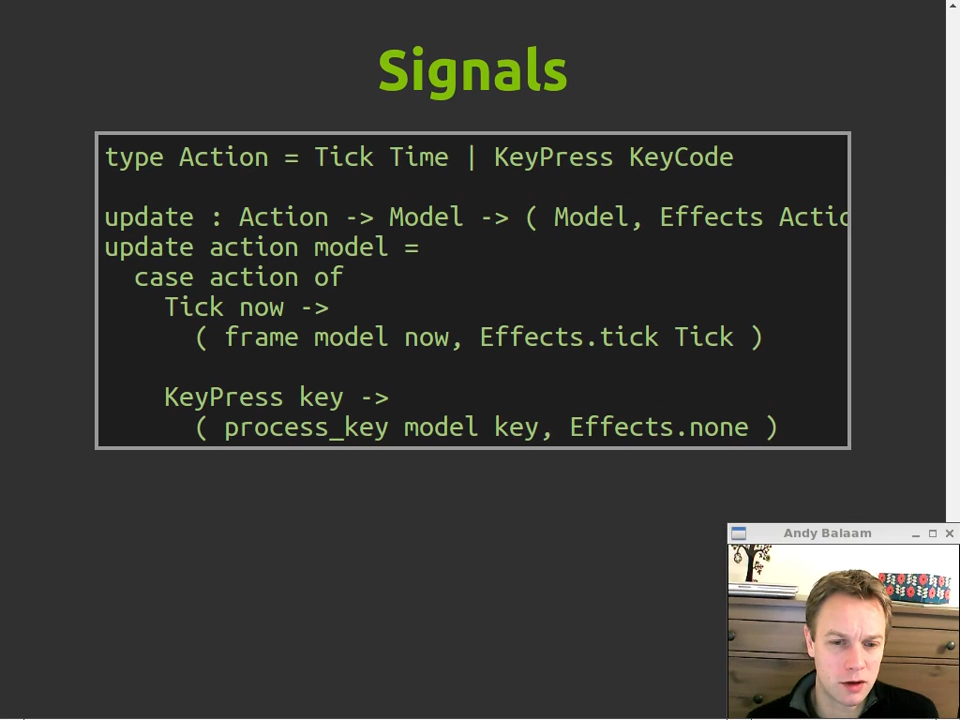 Signals
type Action = Tick Time | KeyPress KeyCode
update : Action -> Model -> ( Model, Effects Actio
update action model =
case action of
Tick now ->
( frame model now, Effects.tick Tick )
KeyPress key ->
( process_key model key, Effects.none )
Andy Balaam